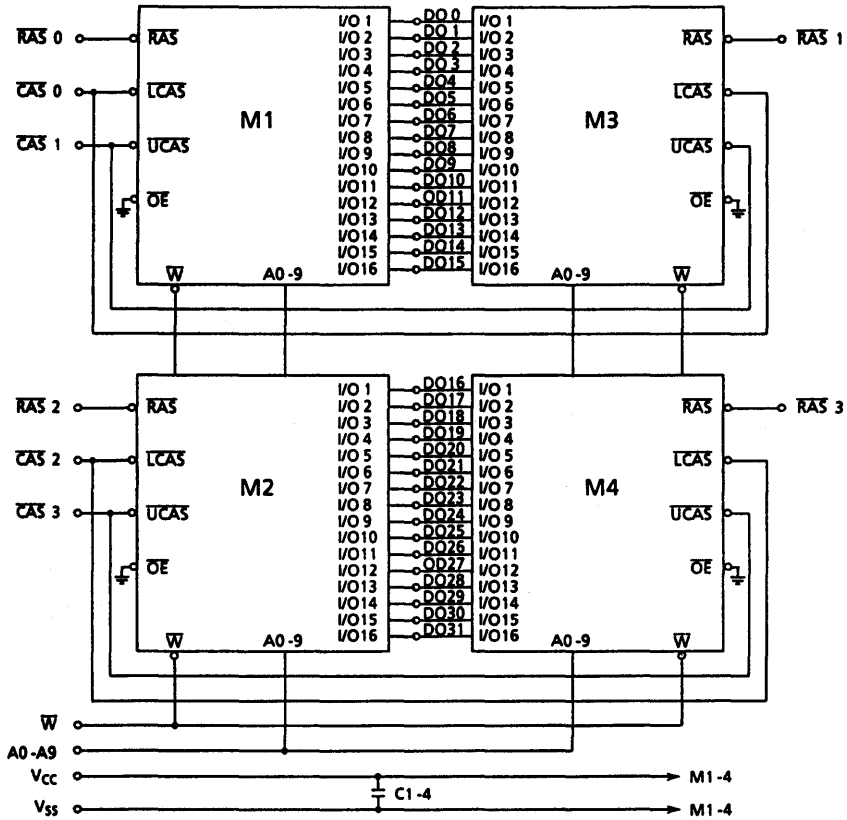 I/O 1 DO 0 I/O 1
RAS 0 RAS I/O 2 DO 1 I/O 2 RAS RAS 1
I/O 3 DO 2 I/O 3
I/O 4 DO 3 I/O 4
CAS 0 LCAS I/O 5 DO4 I/O 5 LCAS
I/O 6 DO5 I/O 6
M1 I/O 7 DO6 I/O 7 M3
I/O 8 DO7 I/O 8
CAS 1 UCAS I/O 9 DO8 I/O 9 UCAS
I/O10 DO9 I/O10
I/O11 DO10 I/O11
OE I/O12 OD11 I/O12 OE
I/O13 DO12 I/O13
I/O14 DO13 I/O14
I/O15 DO14 I/O15
I/O16 DO15 I/O16
W A0-9 A0-9 W
I/O 1 DO16 I/O 1
RAS 2 RAS I/O 2 DO17 I/O 2 RAS RAS 3
I/O 3 DO18 I/O 3
I/O 4 DO19 I/O 4
CAS 2 LCAS I/O 5 DO20 I/O 5 LCAS
I/O 6 DO21 I/O 6
M2 I/O 7 DO22 I/O 7 M4
I/O 8 DO23 I/O 8
CAS 3 UCAS I/O 9 DO24 I/O 9 UCAS
I/O10 DO25 I/O10
I/O11 DO26 I/O11
OE I/O12 OD27 I/O12 OE
I/O13 DO28 I/O13
I/O14 DO29 I/O14
I/O15 DO30 I/O15
I/O16 DO31 I/O16
W A0-9 A0-9 W
W
A0-A9
VCC M1-4
C1-4
VSS M1-4